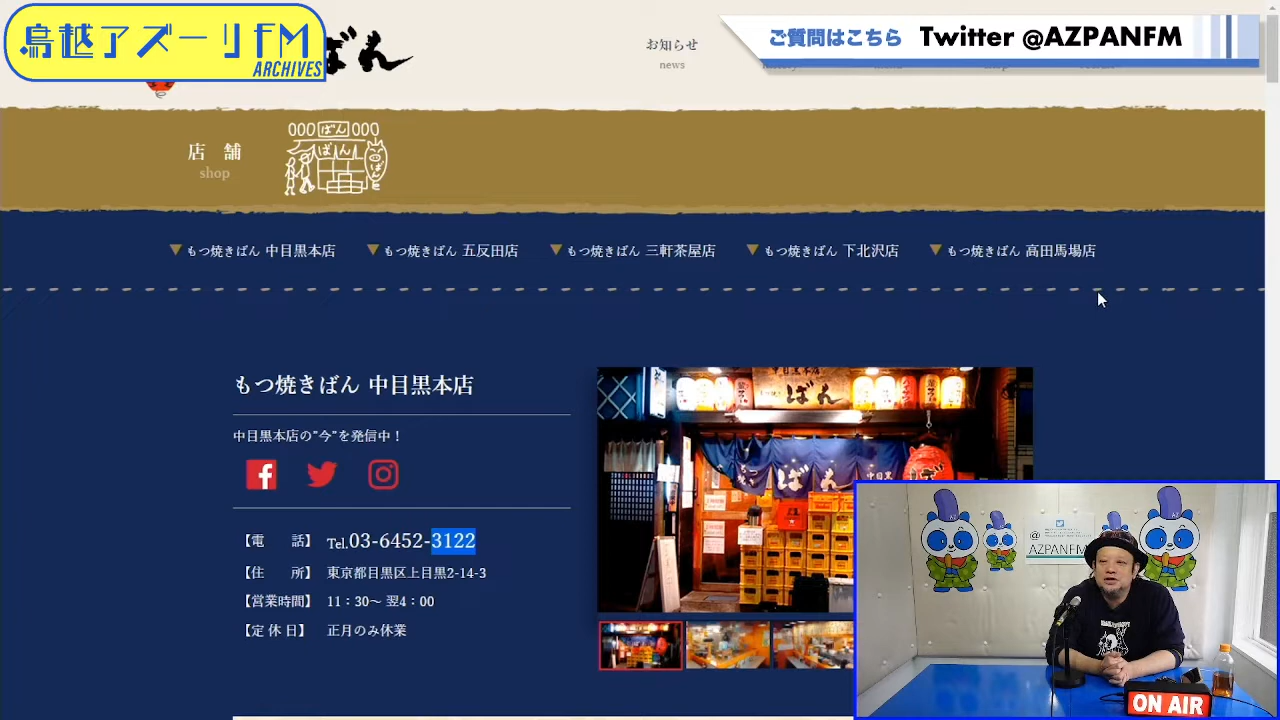 鳥越アズーリFM
ARCHIVES
ばん
お知らせ
news
ご質問はこちら Twitter @AZPANFM
店 舗
shop
ばん
ばん
もつ焼きばん 中目黒本店
もつ焼きばん 五反田店
もつ焼きばん 三軒茶屋店
もつ焼きばん 下北沢店
もつ焼きばん 高田馬場店
もつ焼きばん 中目黒本店
中目黒本店の"今"を発信中！
【電 話】 Tel.03-6452-3122
【住 所】 東京都目黒区上目黒2-14-3
【営業時間】 11：30〜 翌4：00
【定 休 日】 正月のみ休業
ばん
ばん
中目黒
@
AZPANFM
ON AIR